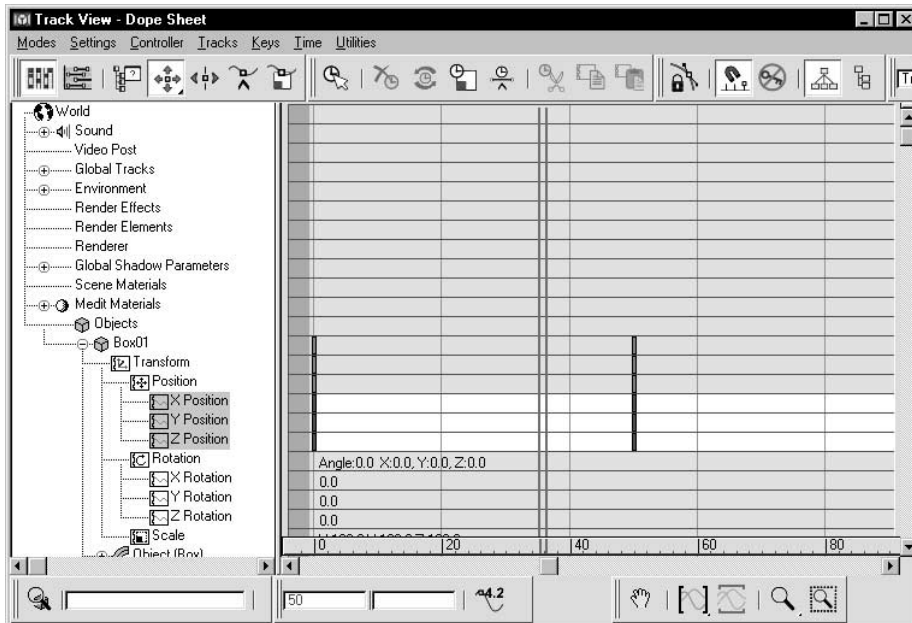 Track View - Dope Sheet
Modes Settings Controller Tracks Keys Time Utilities
World
Sound
Video Post
Global Tracks
Environment
Render Effects
Render Elements
Renderer
Global Shadow Parameters
Scene Materials
Medit Materials
Objects
Box01
Transform
Position
X Position
Y Position
Z Position
Rotation
Angle:0.0 X:0.0, Y:0.0, Z:0.0
X Rotation
0.0
Y Rotation
0.0
Z Rotation
0.0
Scale
Object (Box)
0 20 40 60 80
50
4.2